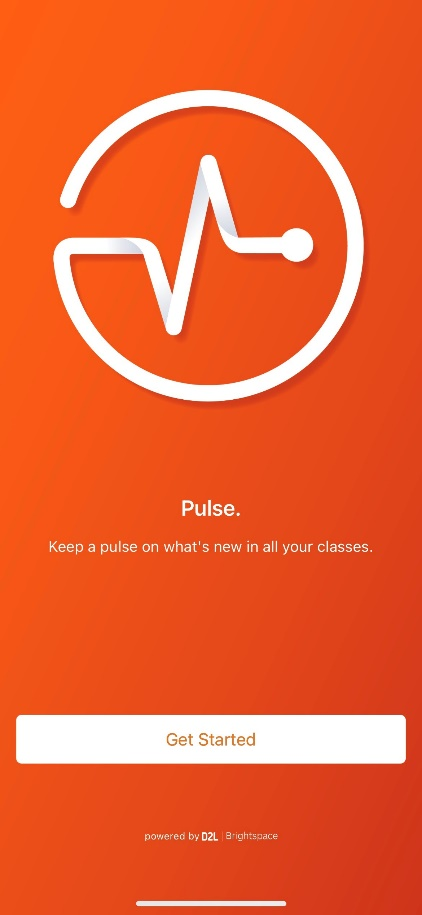 Pulse.
Keep a pulse on what's new in all your classes.
Get Started
powered by D2L | Brightspace